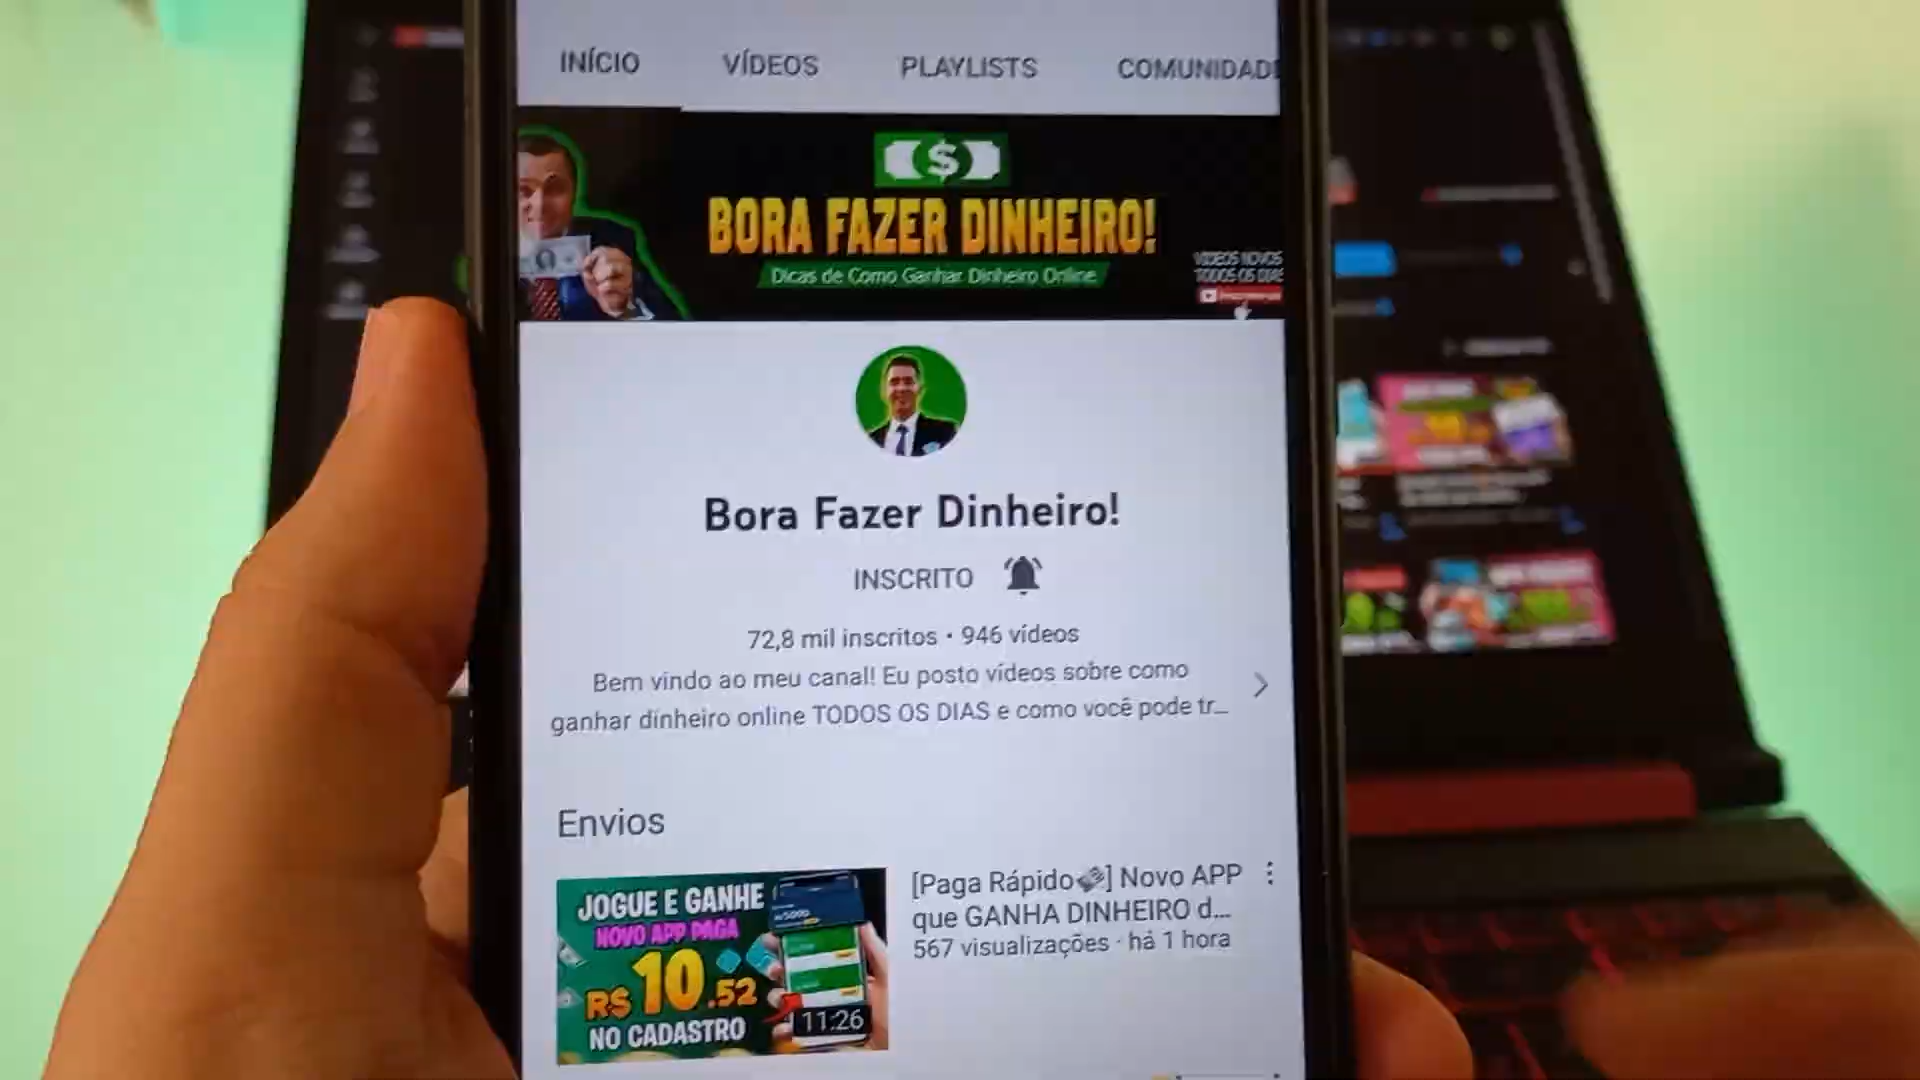 INÍCIO VÍDEOS PLAYLISTS COMUNIDAD
$
BORA FAZER DINHEIRO!
Dicas de Como Ganhar Dinheiro Online
VIDEOS NOVOS
TODOS OS DIAS
Bora Fazer Dinheiro!
INSCRITO
72,8 mil inscritos • 946 vídeos
Bem vindo ao meu canal! Eu posto vídeos sobre como
ganhar dinheiro online TODOS OS DIAS e como você pode tr...
Envios
JOGUE E GANHE
NOVO APP PAGA
R$ 10.52
NO CADASTRO
11:26
[Paga Rápido💸] Novo APP
que GANHA DINHEIRO d...
567 visualizações · há 1 hora